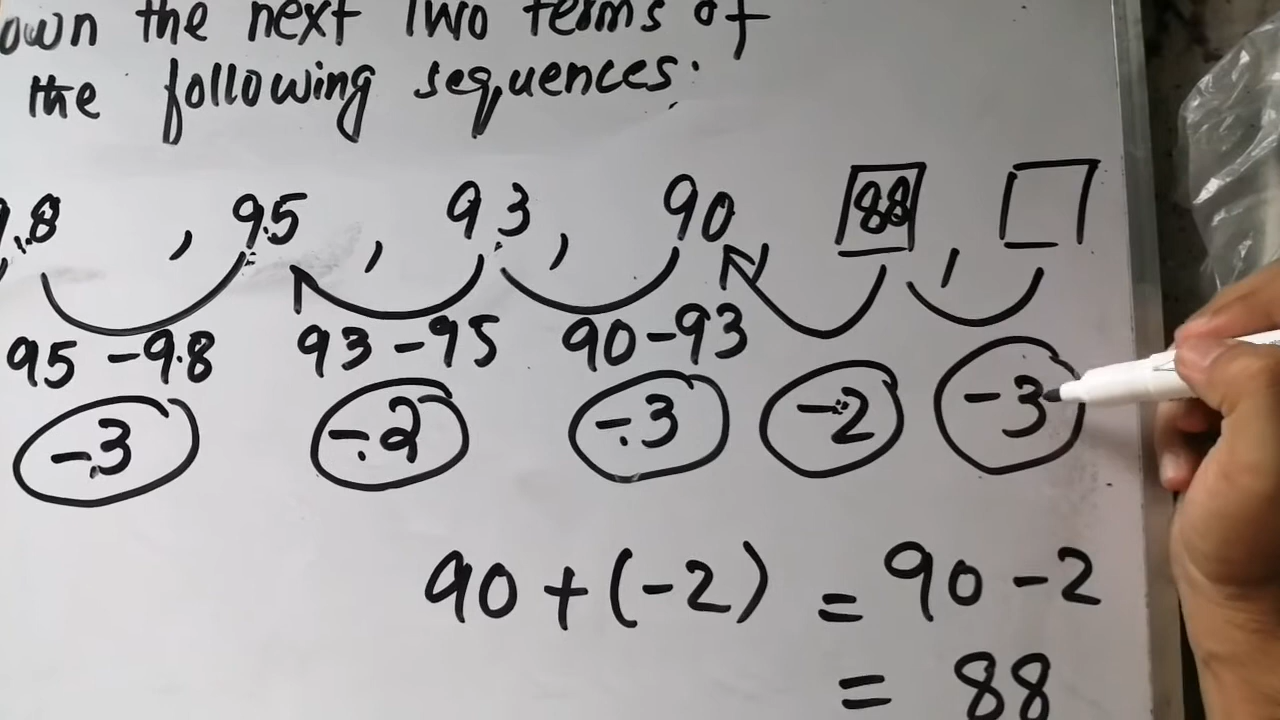 own the next Two terms of
the following sequences.
98, 95, 93, 90, 88,
95 - 98 93 - 95 90 - 93
-3 -2 -3 -2 -3
90 + (-2) = 90 - 2
= 88